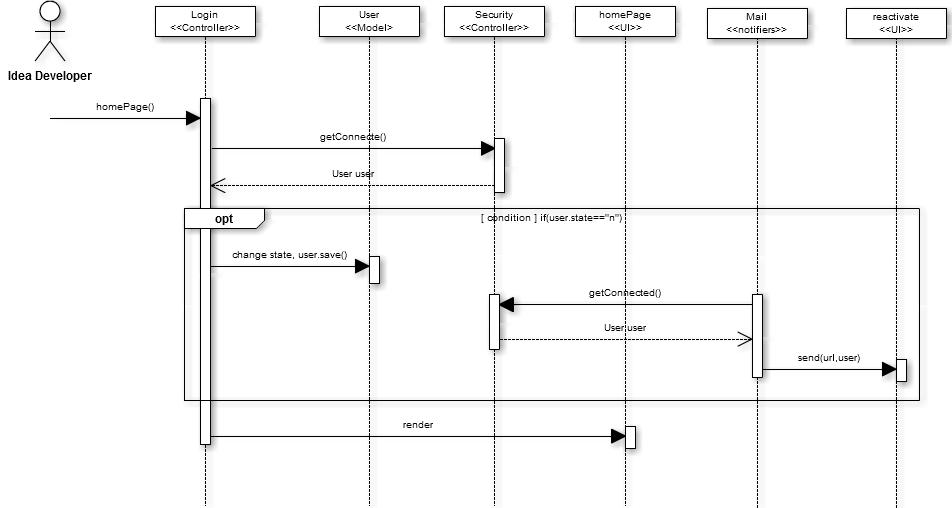 Login
<<Controller>>
User
<<Model>
Security
<<Controller>>
homePage
<<UI>>
Mail
<<notifiers>>
reactivate
<<UI>>
Idea Developer
homePage()
getConnecte()
User user
opt
[ condition ] if(user.state=="n")
change state, user.save()
getConnected()
User user
send(url,user)
render